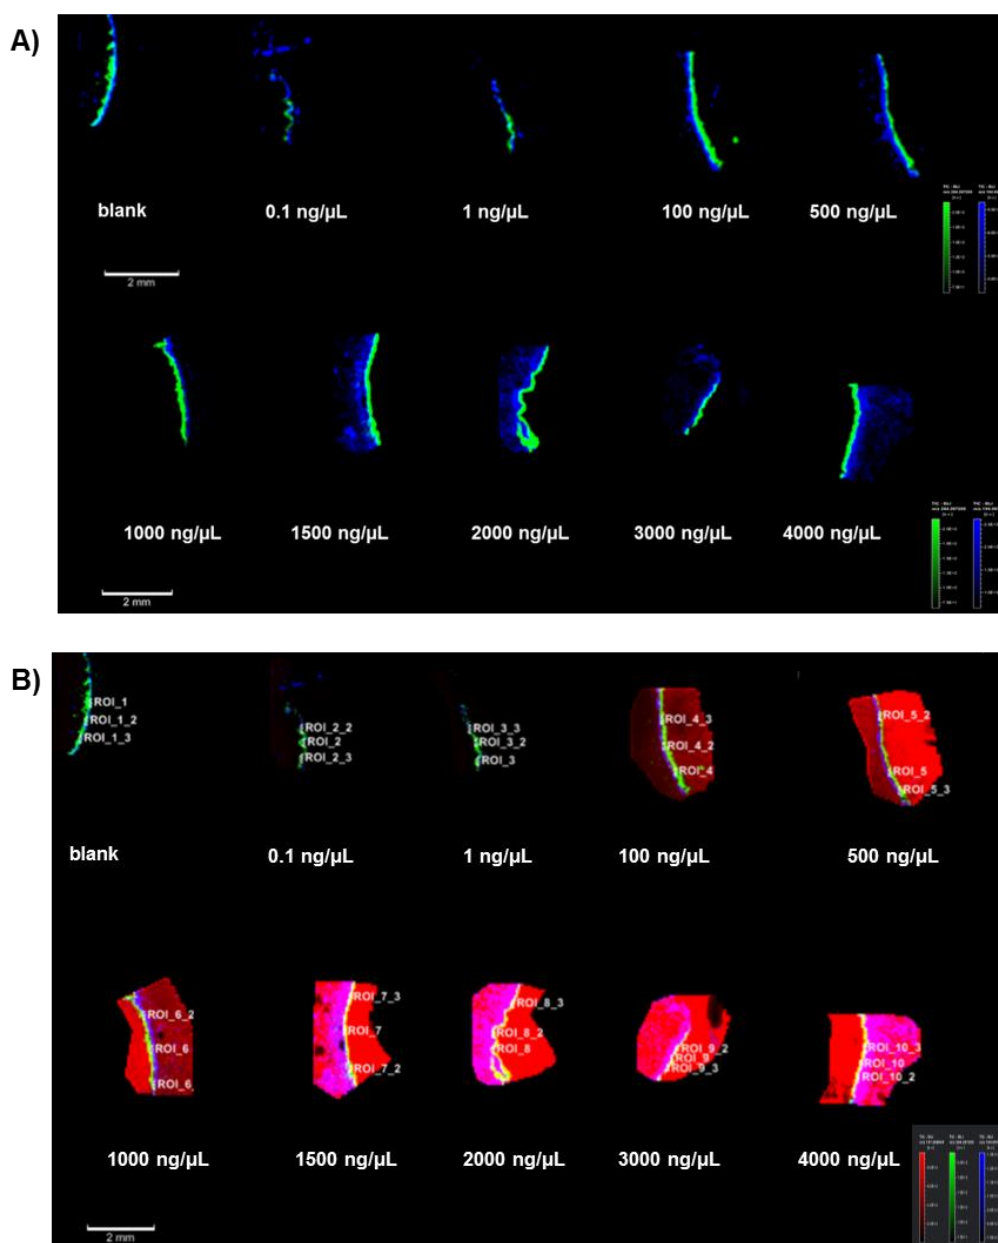 A)
blank 0.1 ng/µL 1 ng/µL 100 ng/µL 500 ng/µL
2 mm
1000 ng/µL 1500 ng/µL 2000 ng/µL 3000 ng/µL 4000 ng/µL
2 mm
B)
ROI_1
ROI_1_2
ROI_1_3
ROI_2_2
ROI_2
ROI_2_3
ROI_3_3
ROI_3_2
ROI_3
ROI_4_3
ROI_4_2
ROI_4
ROI_5_2
ROI_5
ROI_5_3
blank 0.1 ng/µL 1 ng/µL 100 ng/µL 500 ng/µL
ROI_6_2
ROI_6
ROI_6_
ROI_7_3
ROI_7
ROI_7_2
ROI_8_3
ROI_8_2
ROI_8
ROI_9_2
ROI_9
ROI_9_3
ROI_10_3
ROI_10
ROI_10_2
1000 ng/µL 1500 ng/µL 2000 ng/µL 3000 ng/µL 4000 ng/µL
2 mm